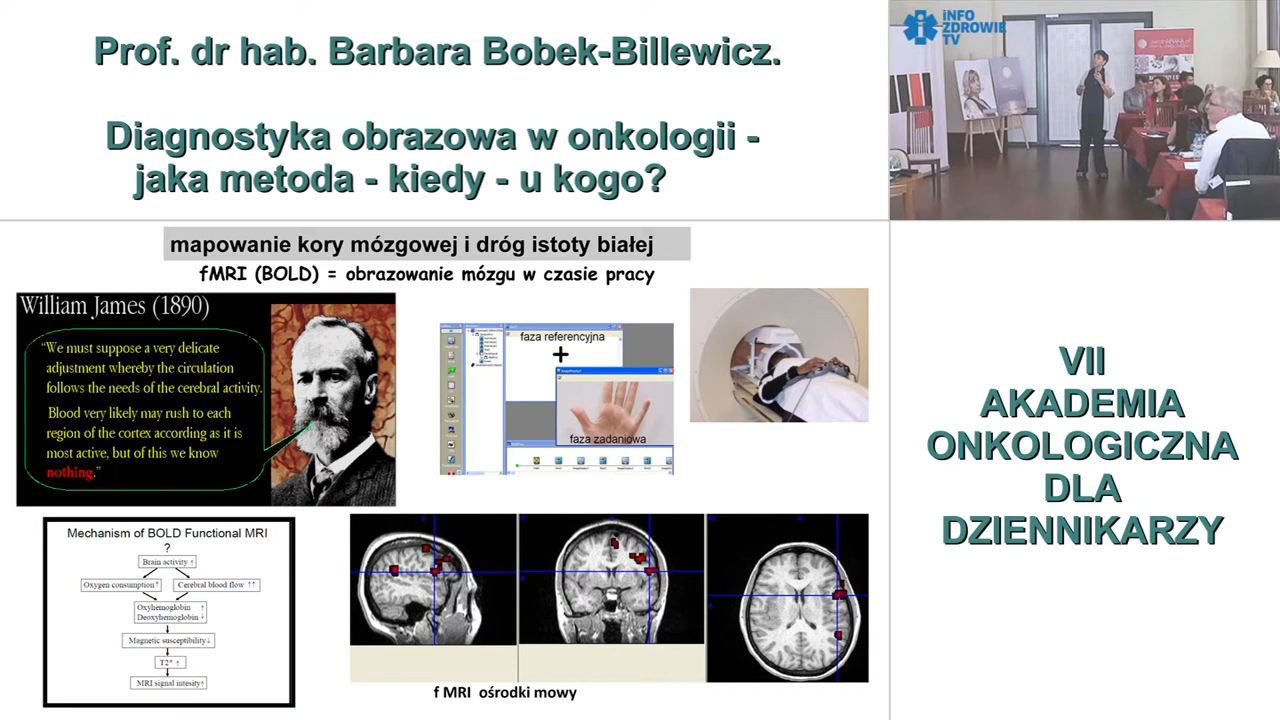 Prof. dr hab. Barbara Bobek-Billewicz.
Diagnostyka obrazowa w onkologii -
jaka metoda - kiedy - u kogo?
iNFO
ZDROWIE
TV
mapowanie kory mózgowej i dróg istoty białej
fMRI (BOLD) = obrazowanie mózgu w czasie pracy
William James (1890)
“We must suppose a very delicate
adjustment whereby the circulation
follows the needs of the cerebral activity.
Blood very likely may rush to each
region of the cortex according as it is
most active, but of this we know
nothing.”
faza referencyjna
+
faza zadaniowa
Mechanism of BOLD Functional MRI
?
Brain activity ↑
Oxygen consumption↑
Cerebral blood flow ↑↑
Oxyhemoglobin ↑
Deoxyhemoglobin ↓
Magnetic susceptibility↓
T2* ↑
MRI signal intesity↑
f MRI ośrodki mowy
VII
AKADEMIA
ONKOLOGICZNA
DLA
DZIENNIKARZY